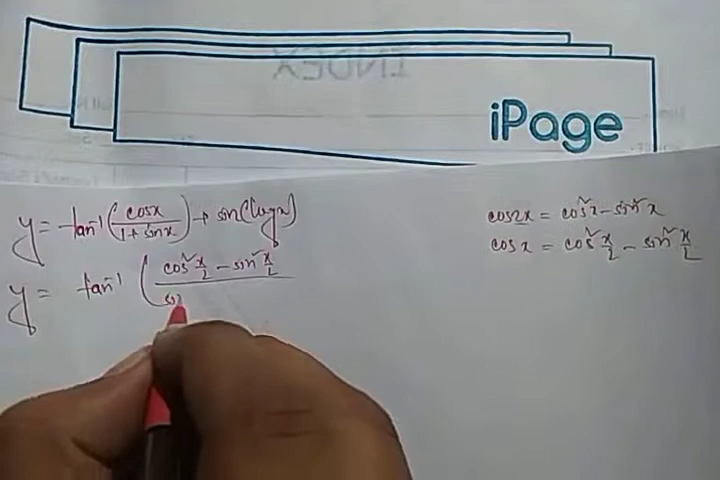 INDEX
iPage
y = tan⁻¹(cosx/1+sinx) + sin(logx)
y = tan⁻¹(cos²x/2 - sin²x/2
cos2x = cos²x - sin²x
cosx = cos²x/2 - sin²x/2